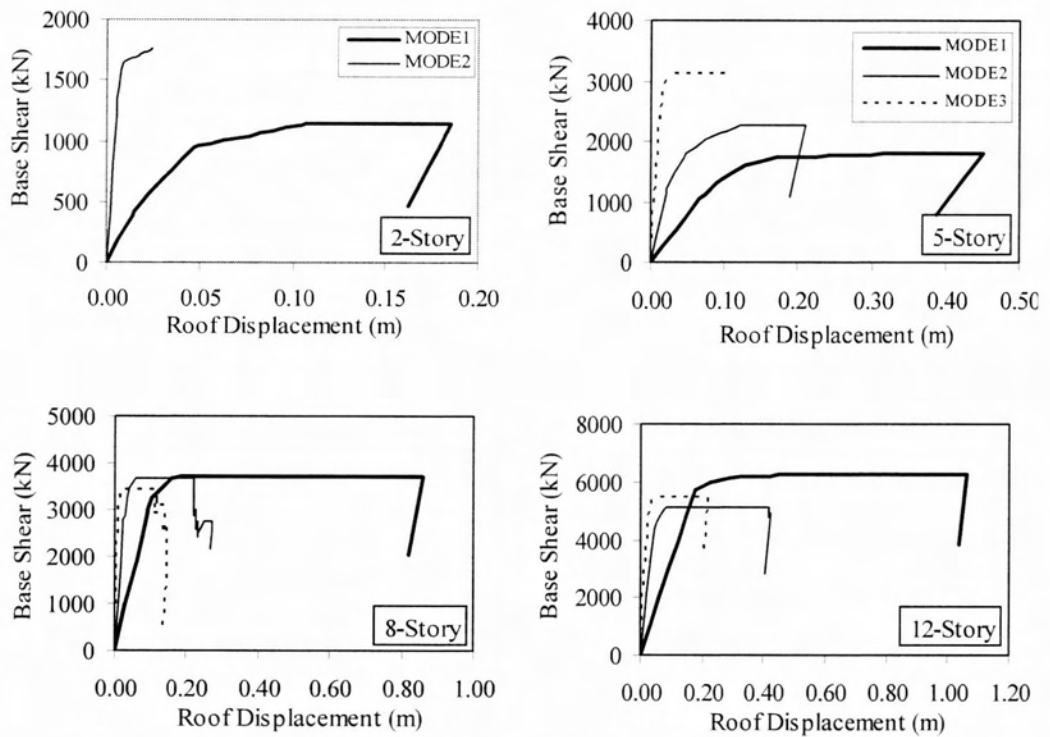 2000
1500
1000
500
0
Base Shear (kN)
MODE1
MODE2
2-Story
0.00 0.05 0.10 0.15 0.20
Roof Displacement (m)
4000
3000
2000
1000
0
Base Shear (kN)
MODE1
MODE2
MODE3
5-Story
0.00 0.10 0.20 0.30 0.40 0.50
Roof Displacement (m)
5000
4000
3000
2000
1000
0
Base Shear (kN)
8-Story
0.00 0.20 0.40 0.60 0.80 1.00
Roof Displacement (m)
8000
6000
4000
2000
0
Base Shear (kN)
12-Story
0.00 0.20 0.40 0.60 0.80 1.00 1.20
Roof Displacement (m)